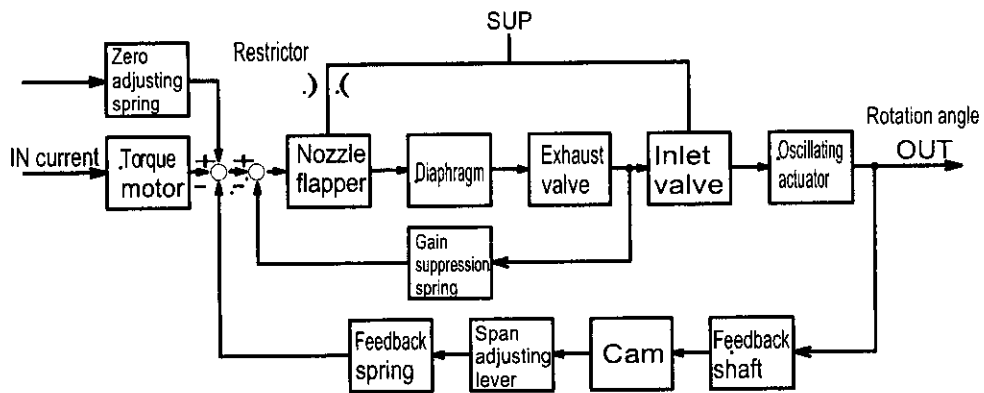 SUP
Zero
adjusting
spring
Restrictor
Rotation angle
IN current
Torque
motor
Nozzle
flapper
Diaphragm
Exhaust
valve
Inlet
valve
Oscillating
actuator
OUT
Gain
suppression
spring
Feedback
spring
Span
adjusting
lever
Cam
Feedback
shaft